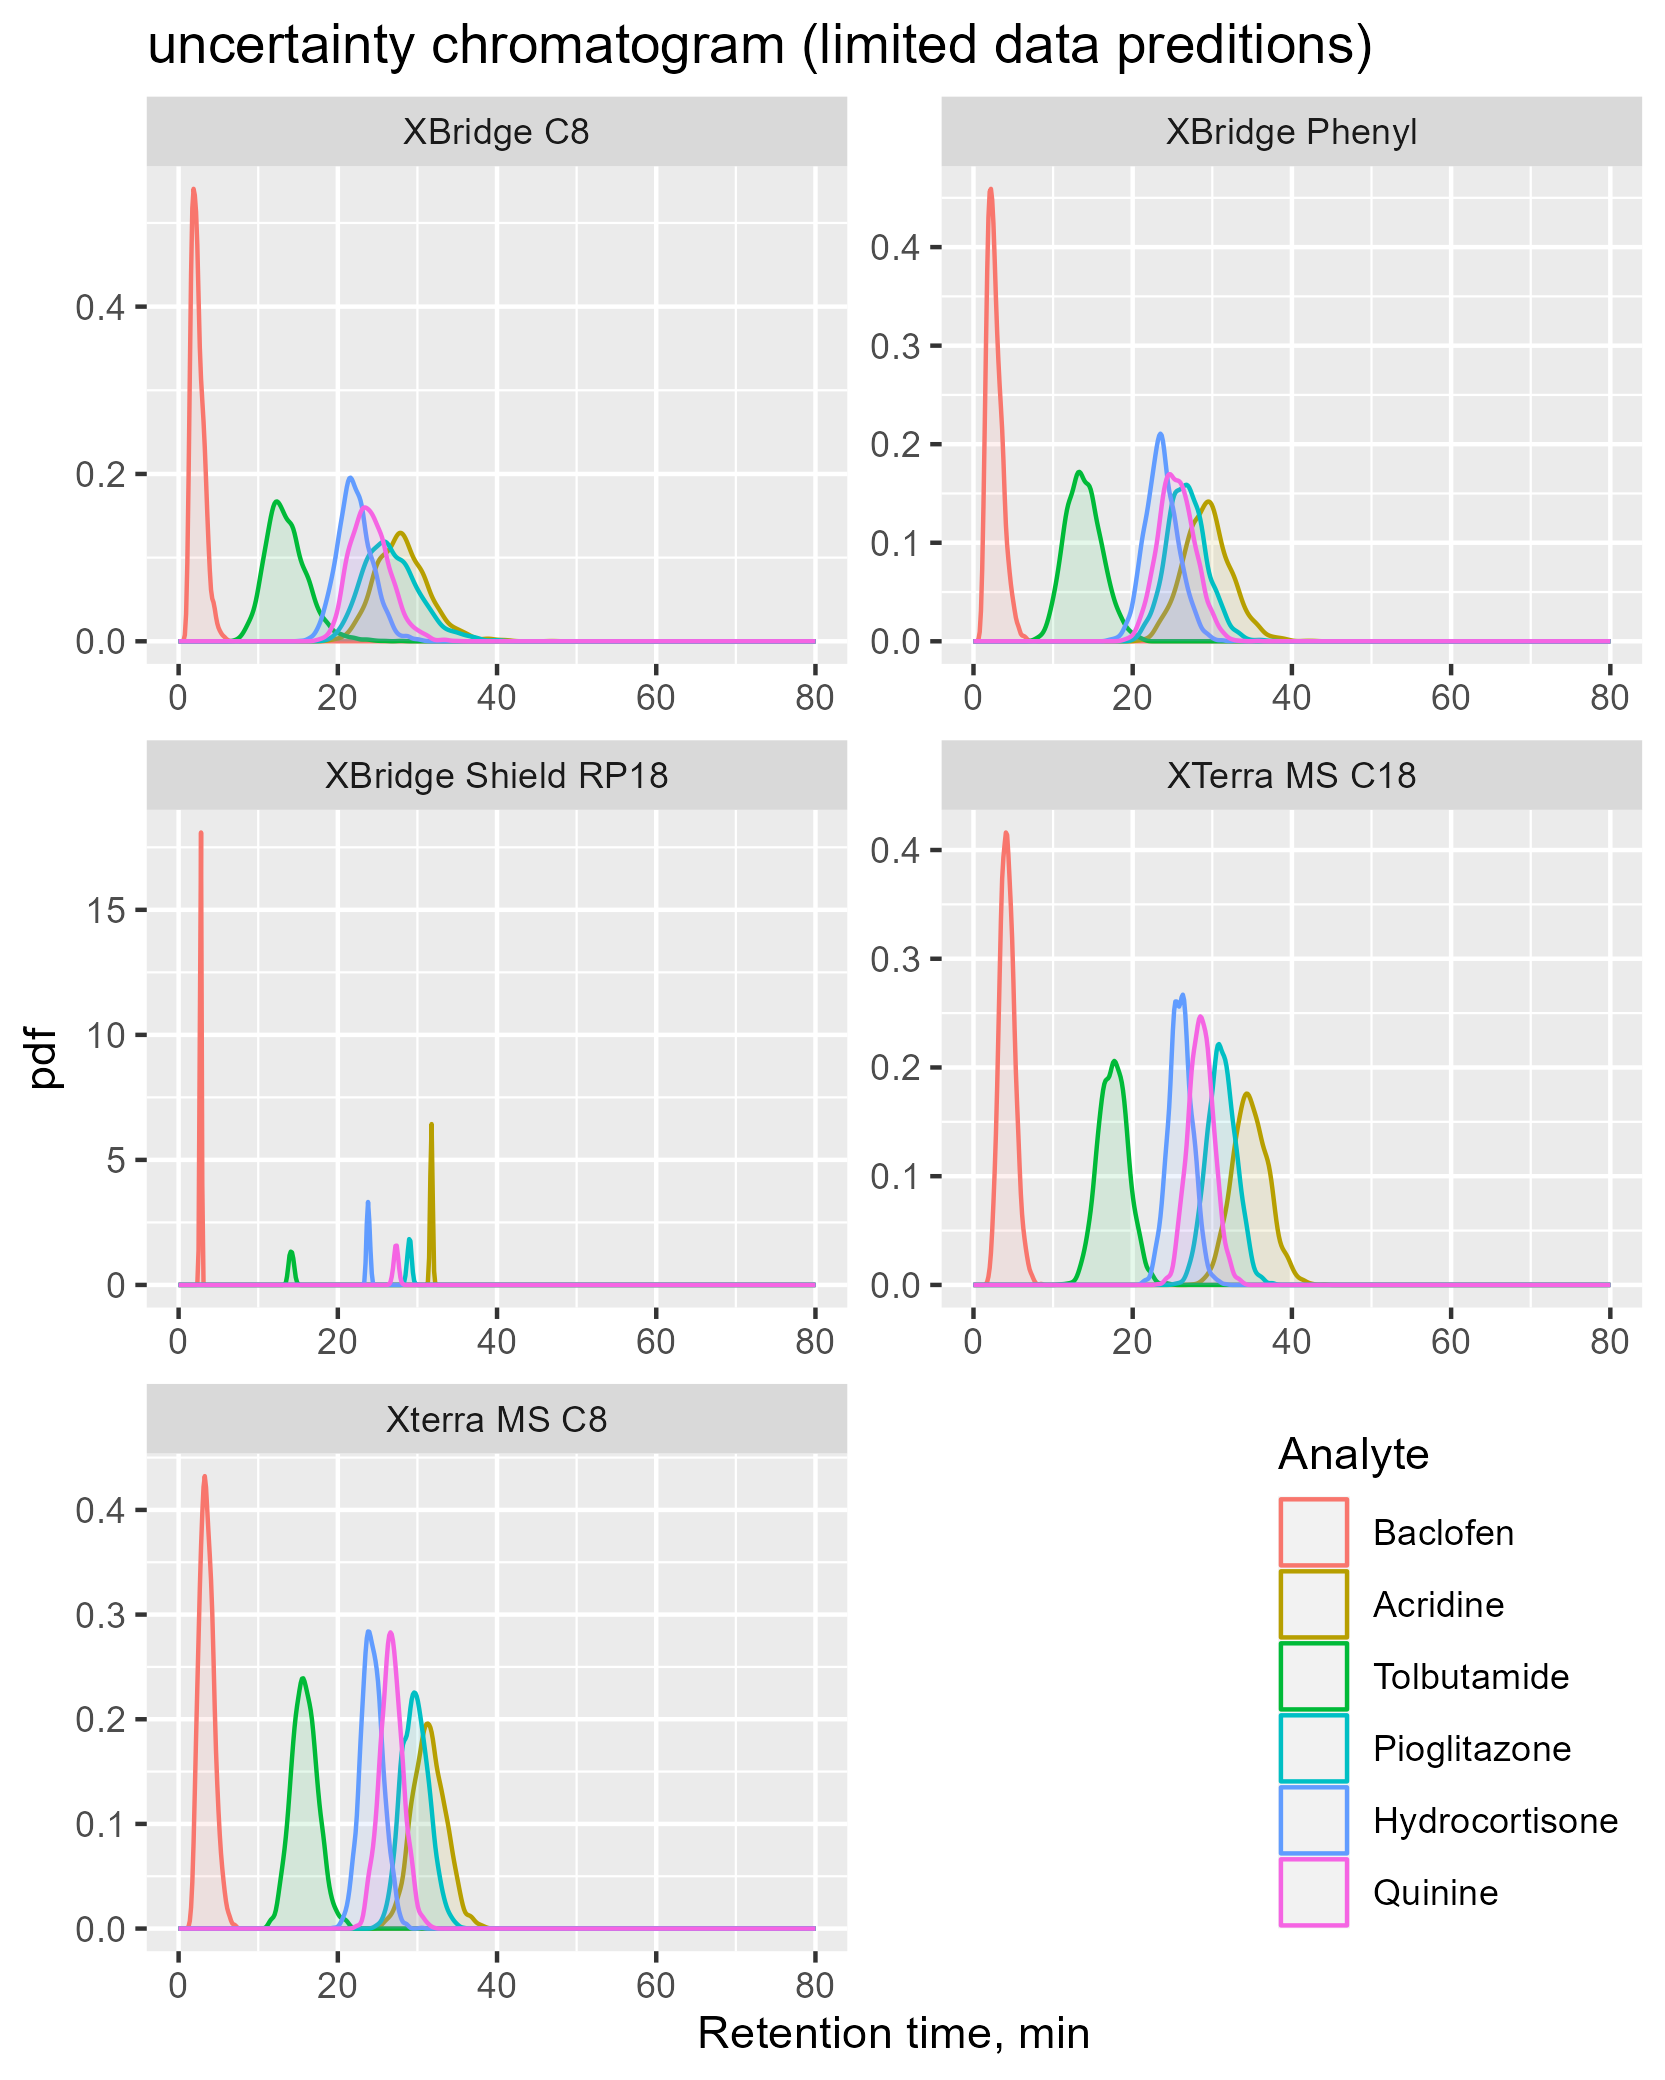 uncertainty chromatogram (limited data preditions)
XBridge C8
XBridge Phenyl
0.4
0.2
0.0
0 20 40 60 80
0.4
0.3
0.2
0.1
0.0
0 20 40 60 80
XBridge Shield RP18
XTerra MS C18
15
10
5
0
0 20 40 60 80
0.4
0.3
0.2
0.1
0.0
0 20 40 60 80
pdf
Xterra MS C8
0.4
0.3
0.2
0.1
0.0
0 20 40 60 80
Analyte
Baclofen
Acridine
Tolbutamide
Pioglitazone
Hydrocortisone
Quinine
Retention time, min